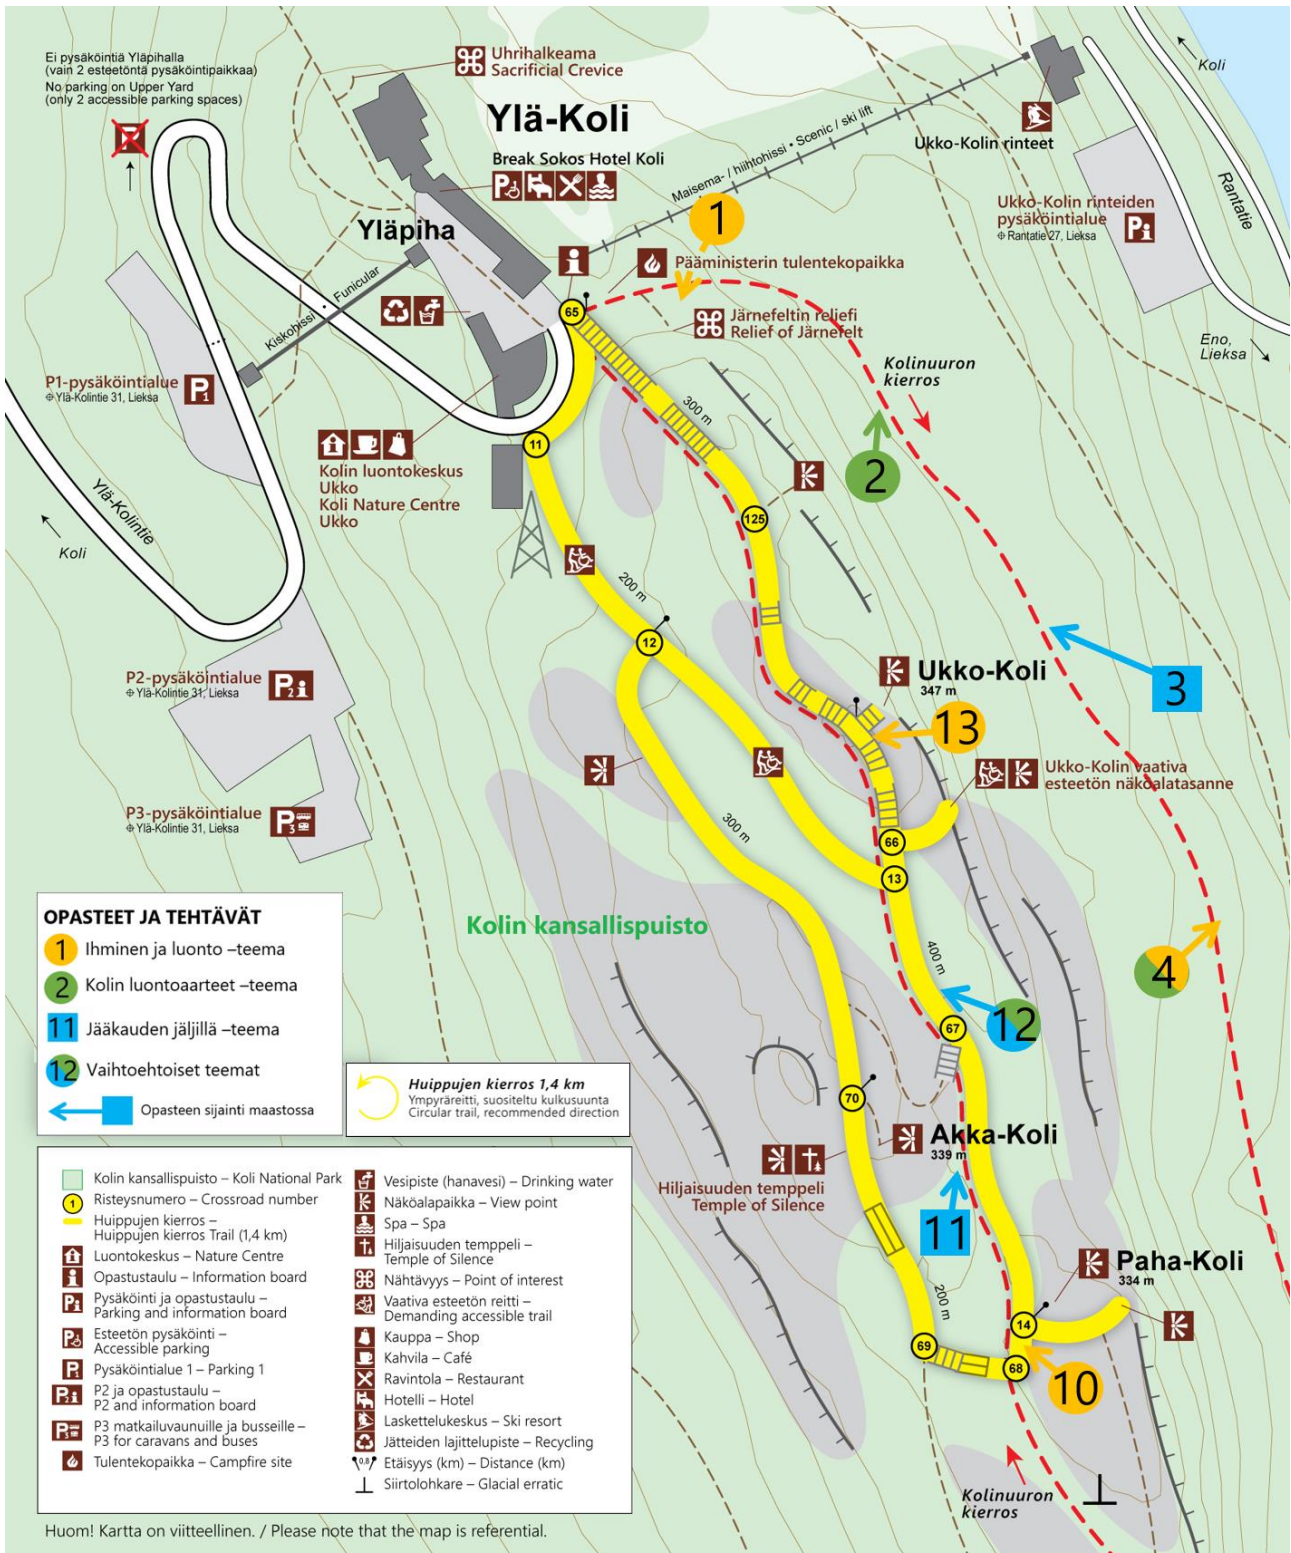 Ei pysäköintiä Yläpihalla
(vain 2 esteetöntä pysäköintipaikkaa)
No parking on Upper Yard
(only 2 accessible parking spaces)
P
Uhrihalkeama
Sacrificial Crevice
Ylä-Koli
Break Sokos Hotel Koli
P
Yläpiha
Maisema- / hiihtohissi • Scenic / ski lift
Ukko-Kolin rinteet
Koli
Rantatie
Ukko-Kolin rinteiden
pysäköintialue
Rantatie 27, Lieksa
P i
Eno,
Lieksa
1
i
Pääministerin tulentekopaikka
65
Järnefeltin reliefi
Relief of Järnefelt
Kiskohissi
Funicular
P1-pysäköintialue
Ylä-Kolintie 31, Lieksa
P1
Kolinuuron
kierros
300 m
2
11
Kolin luontokeskus
Ukko
Koli Nature Centre
Ukko
Ylä-Kolintie
Koli
125
200 m
12
3
P2-pysäköintialue
Ylä-Kolintie 31, Lieksa
P2 i
Ukko-Koli
347 m
13
Ukko-Kolin vaativa
esteetön näköalatasanne
P3-pysäköintialue
Ylä-Kolintie 31, Lieksa
P3
300 m
66
13
Kolin kansallispuisto
400 m
4
12
67
OPASTEET JA TEHTÄVÄT
1 Ihminen ja luonto –teema
2 Kolin luontoaarteet –teema
11 Jääkauden jäljillä –teema
12 Vaihtoehtoiset teemat
Opasteen sijainti maastossa
Huippujen kierros 1,4 km
Ympyräreitti, suositeltu kulkusuunta
Circular trail, recommended direction
70
Akka-Koli
339 m
Hiljaisuuden temppeli
Temple of Silence
11
Paha-Koli
334 m
200 m
14
69
68
10
Kolinuuron
kierros
Kolin kansallispuisto – Koli National Park
1 Risteysnumero – Crossroad number
Huippujen kierros –
Huippujen kierros Trail (1,4 km)
Luontokeskus – Nature Centre
i Opastustaulu – Information board
P i Pysäköinti ja opastustaulu –
Parking and information board
P Esteetön pysäköinti –
Accessible parking
P1 Pysäköintialue 1 – Parking 1
P2 i P2 ja opastustaulu –
P2 and information board
P3 P3 matkailuvaunuille ja busseille –
P3 for caravans and buses
Tulentekopaikka – Campfire site
Vesipiste (hanavesi) – Drinking water
Näköalapaikka – View point
Spa – Spa
Hiljaisuuden temppeli –
Temple of Silence
Nähtävyys – Point of interest
Vaativa esteetön reitti –
Demanding accessible trail
Kauppa – Shop
Kahvila – Café
Ravintola – Restaurant
Hotelli – Hotel
Laskettelukeskus – Ski resort
Jätteiden lajittelupiste – Recycling
0,8 Etäisyys (km) – Distance (km)
Siirtolohkare – Glacial erratic
Huom! Kartta on viitteellinen. / Please note that the map is referential.